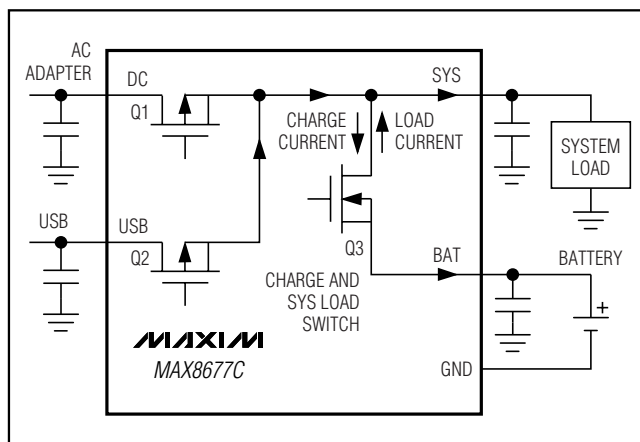 AC
ADAPTER
DC
Q1
SYS
CHARGE
CURRENT
LOAD
CURRENT
SYSTEM
LOAD
USB
USB
Q2
Q3
BAT
BATTERY
CHARGE AND
SYS LOAD
SWITCH
+
MAXIM
MAX8677C
GND